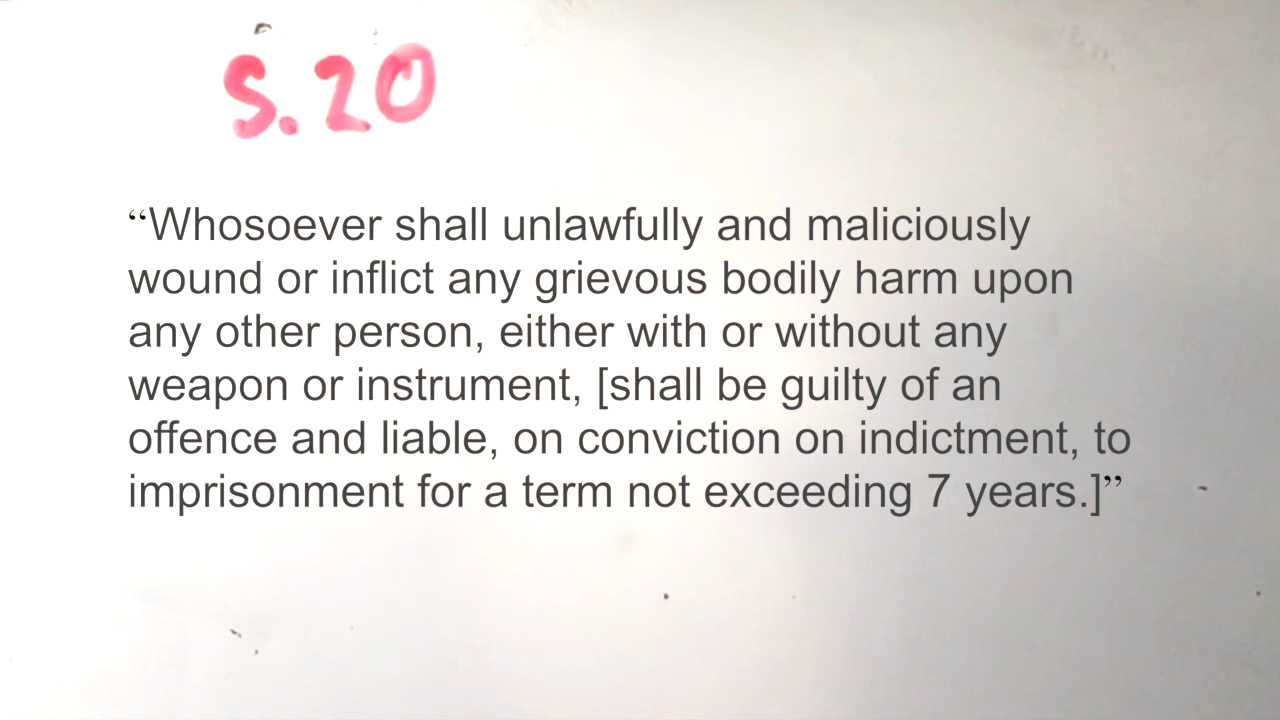 S.20
“Whosoever shall unlawfully and maliciously
wound or inflict any grievous bodily harm upon
any other person, either with or without any
weapon or instrument, [shall be guilty of an
offence and liable, on conviction on indictment, to
imprisonment for a term not exceeding 7 years.]”